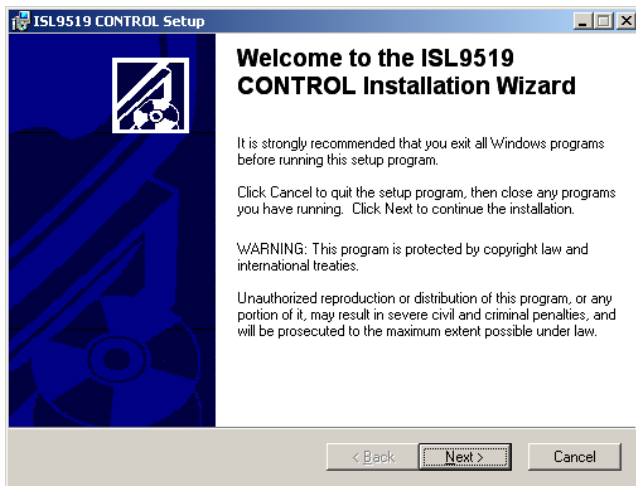 ISL9519 CONTROL Setup
Welcome to the ISL9519
CONTROL Installation Wizard
It is strongly recommended that you exit all Windows programs
before running this setup program.
Click Cancel to quit the setup program, then close any programs
you have running. Click Next to continue the installation.
WARNING: This program is protected by copyright law and
international treaties.
Unauthorized reproduction or distribution of this program, or any
portion of it, may result in severe civil and criminal penalties, and
will be prosecuted to the maximum extent possible under law.
< Back Next > Cancel